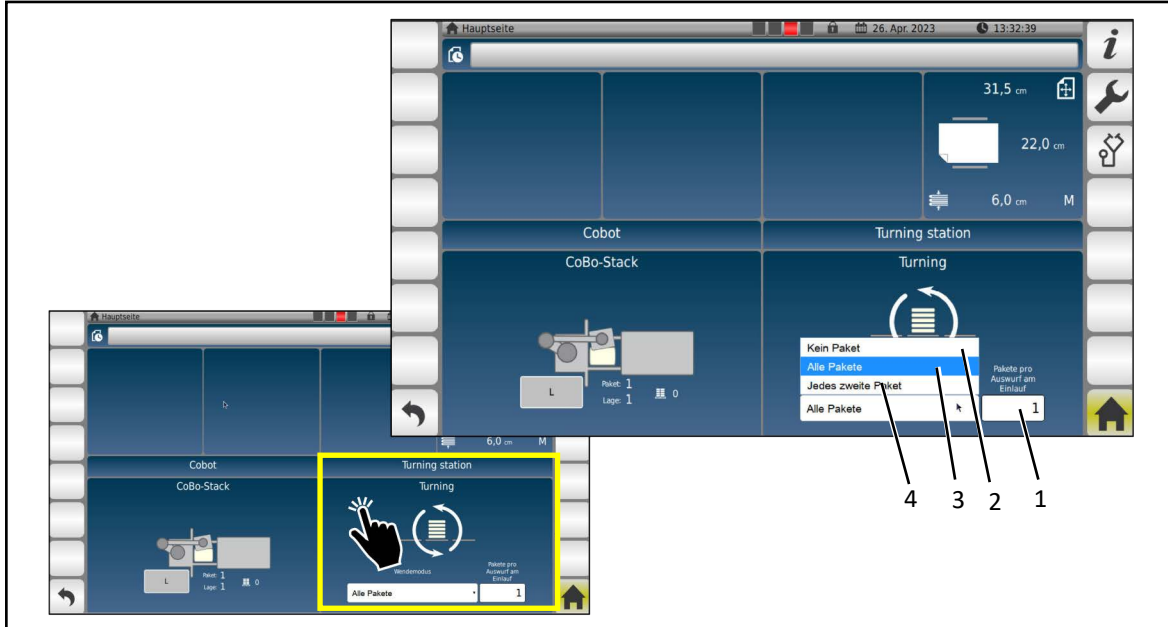 Hauptseite
26. Apr. 2023
13:32:39
31,5 cm
22,0 cm
6,0 cm M
Cobot
Turning station
CoBo-Stack
Turning
Kein Paket
Alle Pakete
Jedes zweite Paket
Alle Pakete
Pakete pro
Auswurf am
Einlauf
1
L
Paket: 1
Lage: 1
0
4 3 2 1
Hauptseite
6,0 cm M
Cobot
Turning station
CoBo-Stack
Turning
L
Paket: 1
Lage: 1
0
Wendemodus
Pakete pro
Auswurf am
Einlauf
Alle Pakete
1